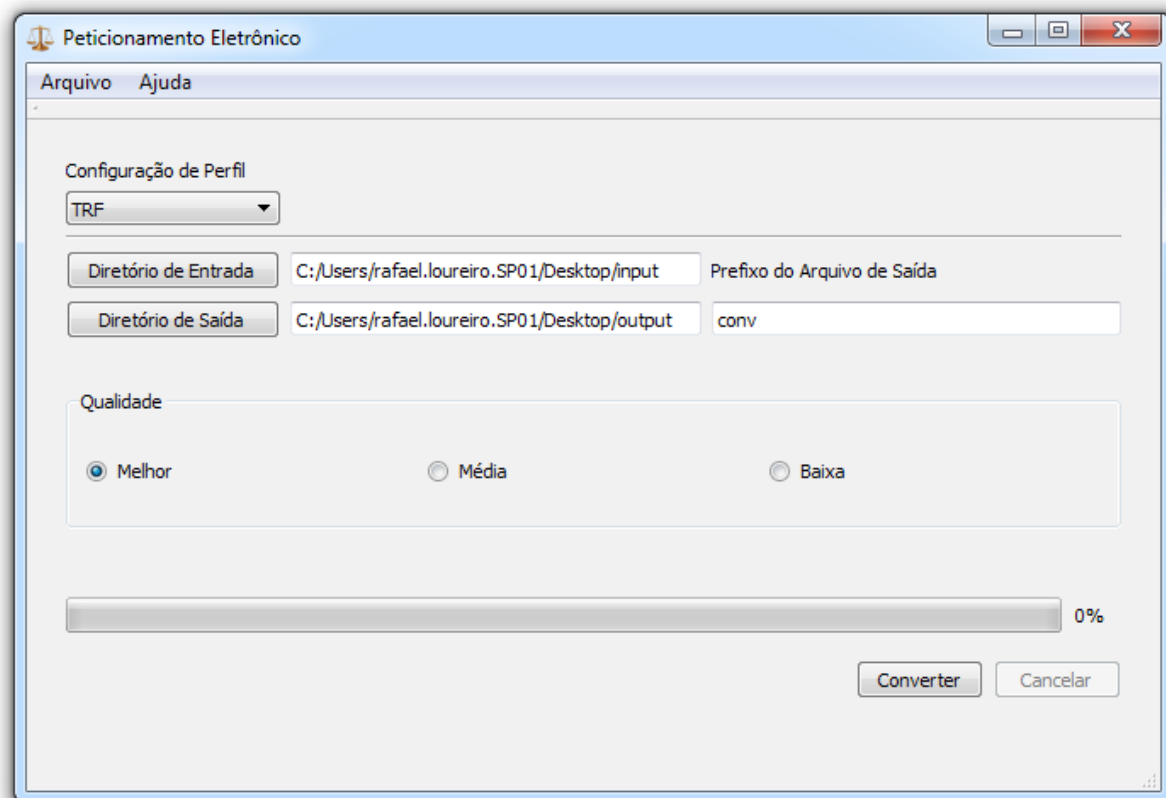 Peticionamento Eletrônico
Arquivo Ajuda
Configuração de Perfil
TRF
Diretório de Entrada C:/Users/rafael.loureiro.SP01/Desktop/input Prefixo do Arquivo de Saída
Diretório de Saída C:/Users/rafael.loureiro.SP01/Desktop/output conv
Qualidade
Melhor Média Baixa
0%
Converter Cancelar